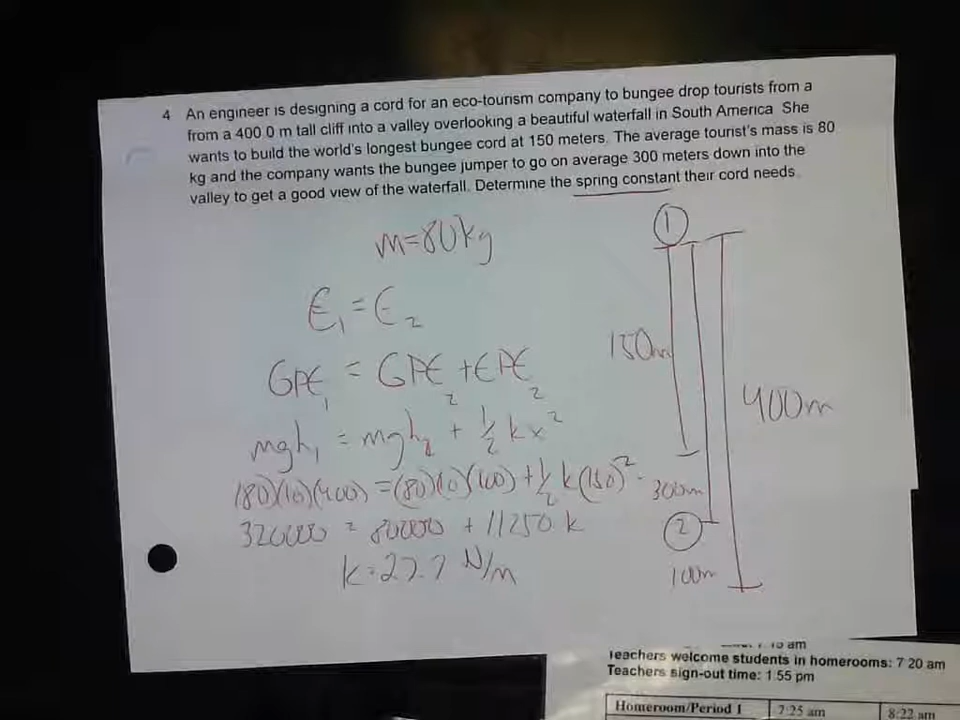 4 An engineer is designing a cord for an eco-tourism company to bungee drop tourists from a
from a 400.0 m tall cliff into a valley overlooking a beautiful waterfall in South America She
wants to build the world's longest bungee cord at 150 meters. The average tourist's mass is 80
kg and the company wants the bungee jumper to go on average 300 meters down into the
valley to get a good view of the waterfall. Determine the spring constant their cord needs.
m=80kg
1
E₁=E₂
150m
GPE₁ = GPE₂ + EPE₂
400m
mgh₁ = mgh₂ + ½kx²
(80)(10)(400) = (80)(10)(100) + ½ k(150)²
300m
320000 = 80000 + 11250 k
2
k=
N/m
100m
am
Teachers welcome students in homerooms: 7 20 am
Teachers sign-out time: 1 55 pm
Homeroom/Period 1 7:25 am 8:22 am